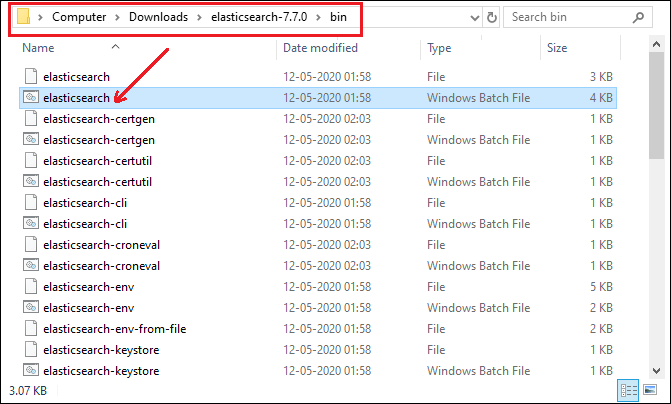 Computer > Downloads > elasticsearch-7.7.0 > bin Search bin
Name Date modified Type Size
elasticsearch 12-05-2020 01:58 File 3 KB
elasticsearch 12-05-2020 01:58 Windows Batch File 4 KB
elasticsearch-certgen 12-05-2020 02:03 File 1 KB
elasticsearch-certgen 12-05-2020 02:03 Windows Batch File 1 KB
elasticsearch-certutil 12-05-2020 02:03 File 1 KB
elasticsearch-certutil 12-05-2020 02:03 Windows Batch File 1 KB
elasticsearch-cli 12-05-2020 01:58 File 1 KB
elasticsearch-cli 12-05-2020 01:58 Windows Batch File 1 KB
elasticsearch-croneval 12-05-2020 02:03 File 1 KB
elasticsearch-croneval 12-05-2020 02:03 Windows Batch File 1 KB
elasticsearch-env 12-05-2020 01:58 File 5 KB
elasticsearch-env 12-05-2020 01:58 Windows Batch File 2 KB
elasticsearch-env-from-file 12-05-2020 01:58 File 2 KB
elasticsearch-keystore 12-05-2020 01:58 File 1 KB
elasticsearch-keystore 12-05-2020 01:58 Windows Batch File 1 KB
3.07 KB